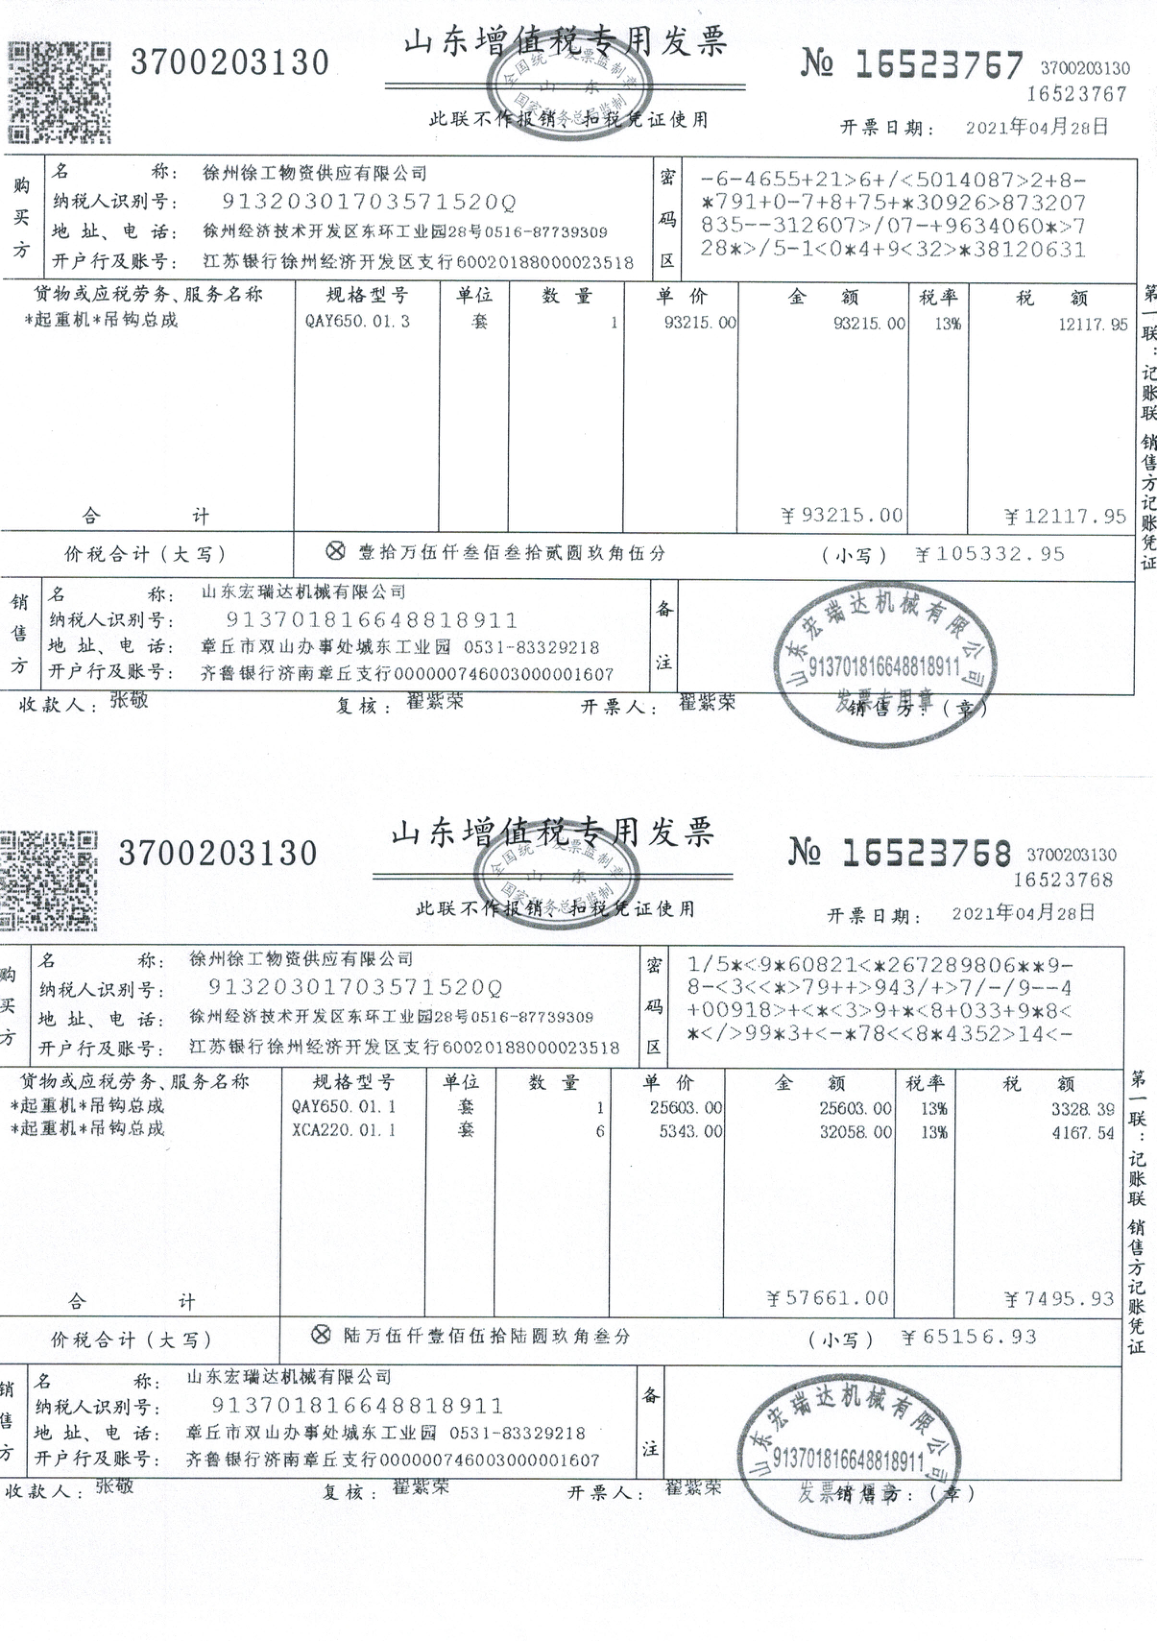 山东增值税专用发票
3700203130
№ 16523767
3700203130
16523767
全国统一发票监制章
山东
国家税务总局监制
此联不作报销、扣税凭证使用
开票日期: 2021年04月28日
购买方
名 称: 徐州徐工物资供应有限公司
纳税人识别号: 91320301703571520Q
地 址、电 话: 徐州经济技术开发区东环工业园28号0516-87739309
开户行及账号: 江苏银行徐州经济开发区支行60020188000023518
密码区
-6-4655+21>6+/<5014087>2+8-
*791+0-7+8+75+*30926>873207
835--312607>/07-+9634060*>7
28*>/5-1<0*4+9<32>*38120631
货物或应税劳务、服务名称 规格型号 单位 数 量 单 价 金 额 税率 税 额
*起重机*吊钩总成 QAY650.01.3 套 1 93215.00 93215.00 13% 12117.95
合 计 ¥93215.00 ¥12117.95
价税合计(大写) ⊗ 壹拾万伍仟叁佰叁拾贰圆玖角伍分 (小写) ¥105332.95
销售方
名 称: 山东宏瑞达机械有限公司
纳税人识别号: 913701816648818911
地 址、电 话: 章丘市双山办事处城东工业园 0531-83329218
开户行及账号: 齐鲁银行济南章丘支行000000746003000001607
备注
山东宏瑞达机械有限公司
913701816648818911
发票专用章
收款人: 张敬 复核: 翟紫荣 开票人: 翟紫荣 销售方:(章)
第一联:记账联 销售方记账凭证
山东增值税专用发票
3700203130
№ 16523768
3700203130
16523768
全国统一发票监制章
山东
国家税务总局监制
此联不作报销、扣税凭证使用
开票日期: 2021年04月28日
购买方
名 称: 徐州徐工物资供应有限公司
纳税人识别号: 91320301703571520Q
地 址、电 话: 徐州经济技术开发区东环工业园28号0516-87739309
开户行及账号: 江苏银行徐州经济开发区支行60020188000023518
密码区
1/5*<9*60821<*267289806**9-
8-<3<<*>79++>943/+>7/-/9--4
+00918>+<*<3>9+*<8+033+9*8<
*</>99*3+<-*78<<8*4352>14<-
货物或应税劳务、服务名称 规格型号 单位 数 量 单 价 金 额 税率 税 额
*起重机*吊钩总成 QAY650.01.1 套 1 25603.00 25603.00 13% 3328.39
*起重机*吊钩总成 XCA220.01.1 套 6 5343.00 32058.00 13% 4167.54
合 计 ¥57661.00 ¥7495.93
价税合计(大写) ⊗ 陆万伍仟壹佰伍拾陆圆玖角叁分 (小写) ¥65156.93
销售方
名 称: 山东宏瑞达机械有限公司
纳税人识别号: 913701816648818911
地 址、电 话: 章丘市双山办事处城东工业园 0531-83329218
开户行及账号: 齐鲁银行济南章丘支行000000746003000001607
备注
山东宏瑞达机械有限公司
913701816648818911
发票专用章
收款人: 张敬 复核: 翟紫荣 开票人: 翟紫荣 销售方:(章)
第一联:记账联 销售方记账凭证